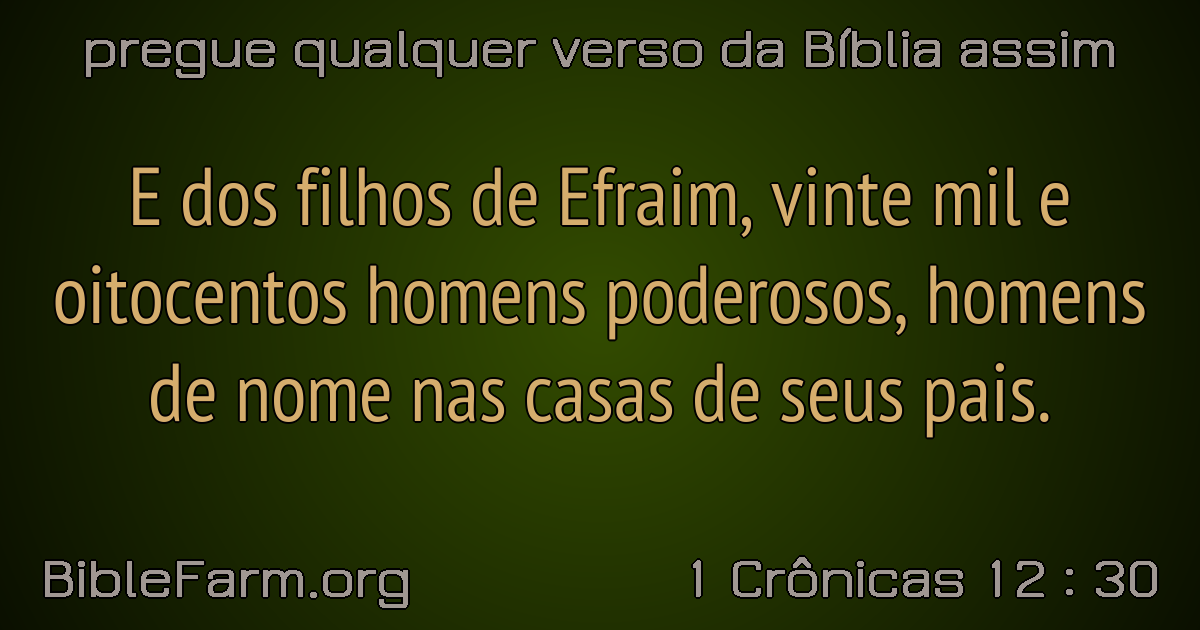 pregue qualquer verso da Bíblia assim
E dos filhos de Efraim, vinte mil e
oitocentos homens poderosos, homens
de nome nas casas de seus pais.
BibleFarm.org
1 Crônicas 12 : 30